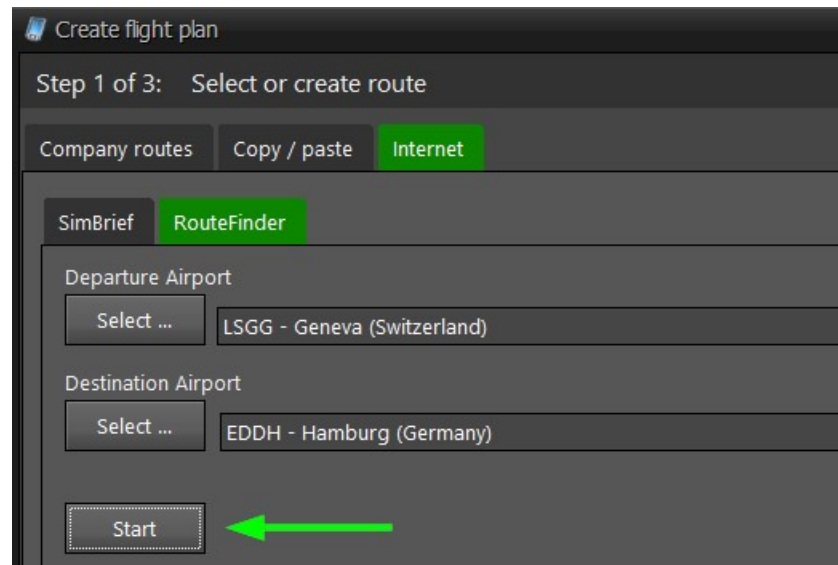 Create flight plan
Step 1 of 3: Select or create route
Company routes Copy / paste Internet
SimBrief RouteFinder
Departure Airport
Select ... LSGG - Geneva (Switzerland)
Destination Airport
Select ... EDDH - Hamburg (Germany)
Start